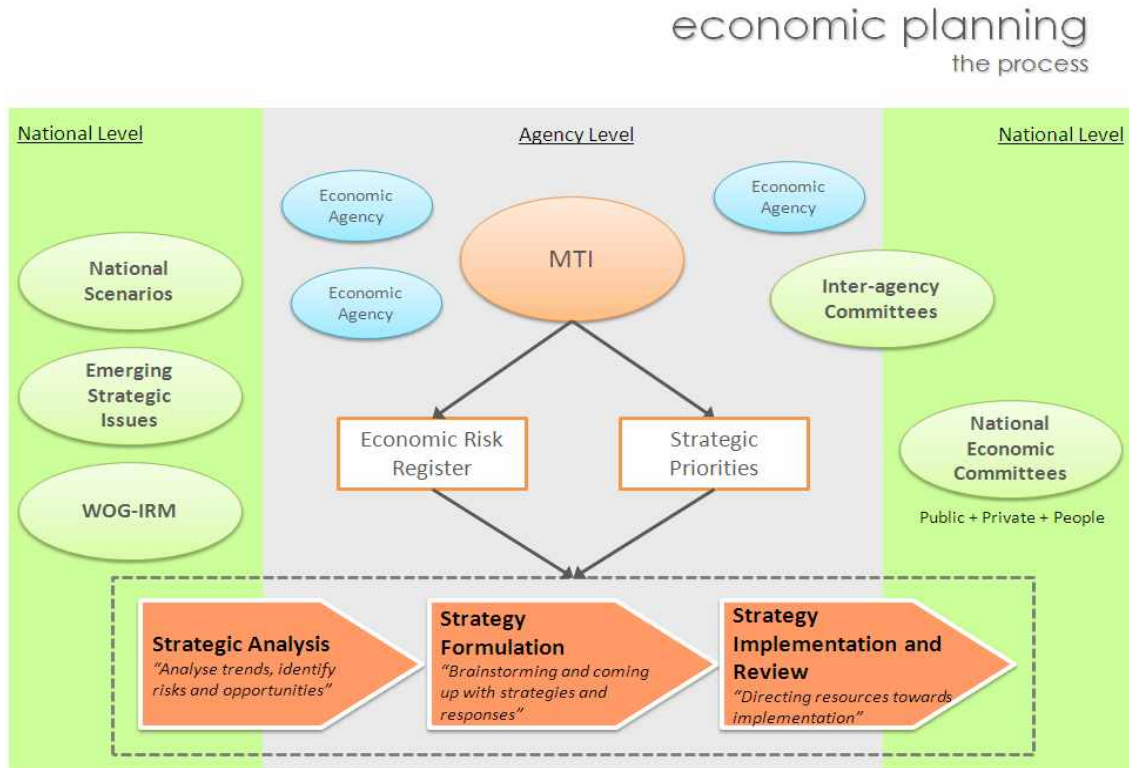 economic planning
the process
National Level
Agency Level
National Level
Economic
Agency
Economic
Agency
MTI
National
Scenarios
Economic
Agency
Inter-agency
Committees
Emerging
Strategic
Issues
Economic Risk
Register
Strategic
Priorities
National
Economic
Committees
WOG-IRM
Public + Private + People
Strategic Analysis
“Analyse trends, identify
risks and opportunities”
Strategy
Formulation
“Brainstorming and coming
up with strategies and
responses”
Strategy
Implementation and
Review
“Directing resources towards
implementation”